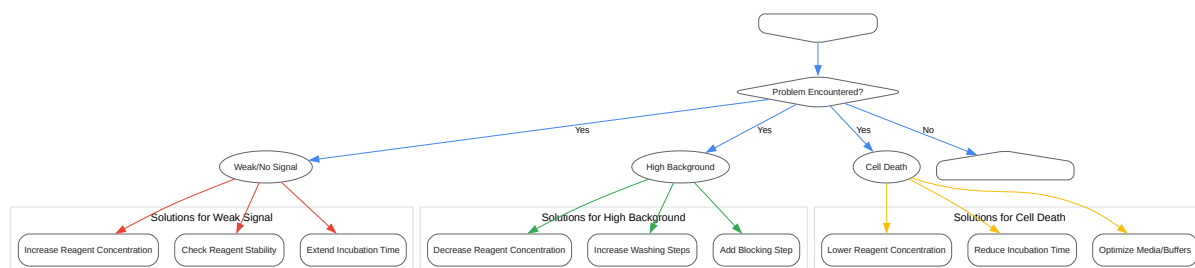 Problem Encountered?
Yes
Yes
Yes
No
Weak/No Signal
High Background
Cell Death
Solutions for Weak Signal
Solutions for High Background
Solutions for Cell Death
Increase Reagent Concentration
Check Reagent Stability
Extend Incubation Time
Decrease Reagent Concentration
Increase Washing Steps
Add Blocking Step
Lower Reagent Concentration
Reduce Incubation Time
Optimize Media/Buffers